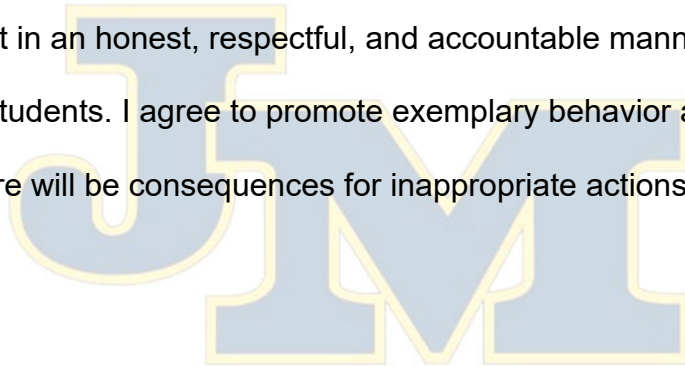 t in an honest, respectful, and accountable mann
tudents. I agree to promote exemplary behavior a
re will be consequences for inappropriate actions
JM